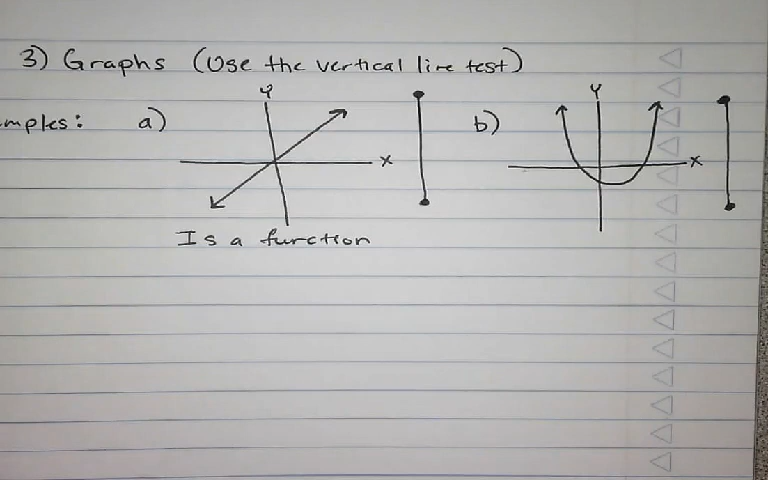 3) Graphs (Use the vertical line test)
mples: a) y x b) y x
Is a function